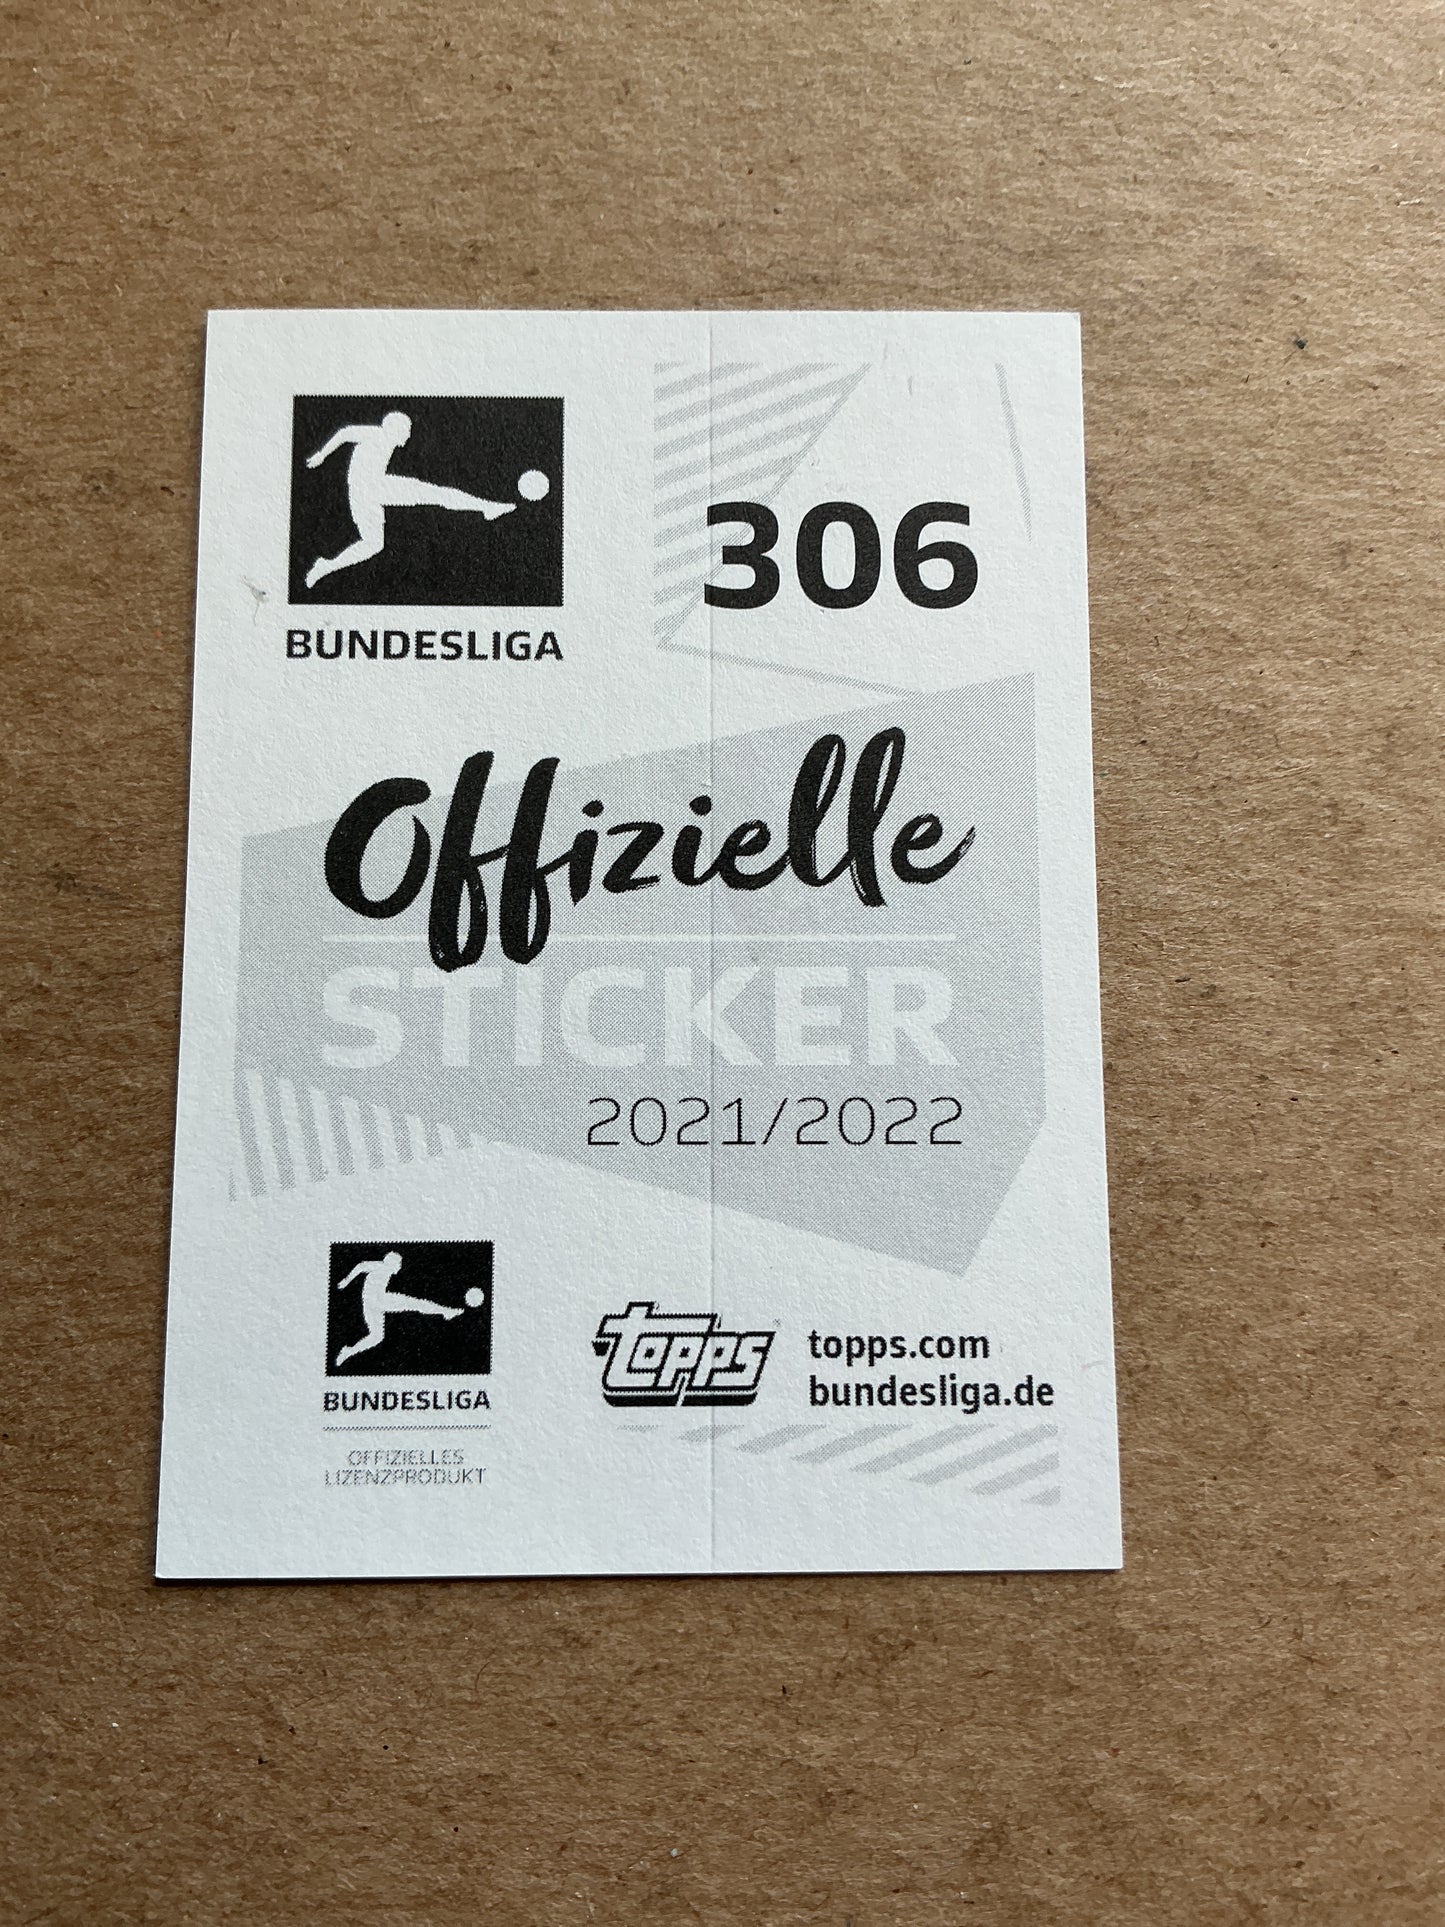 306
BUNDESLIGA
Offizielle
STICKER
2021/2022
topps
topps.com
bundesliga.de
BUNDESLIGA
OFFIZIELLES
LIZENZPRODUKT